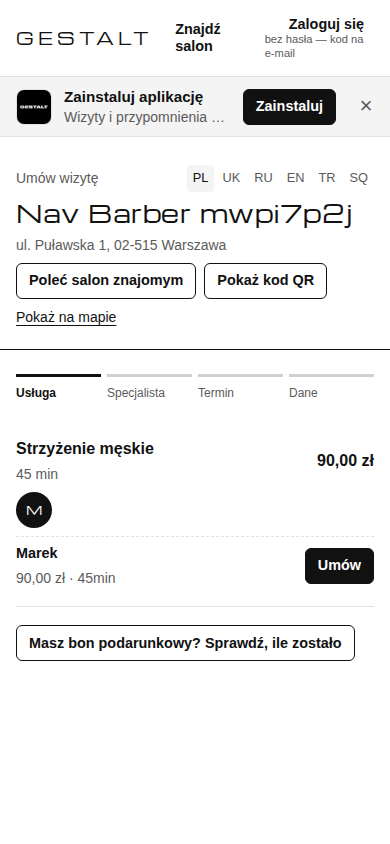 GESTALT
Znajdź
salon
Zaloguj się
bez hasła — kod na
e-mail
GESTALT
Zainstaluj aplikację
Wizyty i przypomnienia …
Zainstaluj
×
Umów wizytę
PL UK RU EN TR SQ
Nav Barber mwpi7p2j
ul. Puławska 1, 02-515 Warszawa
Poleć salon znajomym
Pokaż kod QR
Pokaż na mapie
Usługa Specjalista Termin Dane
Strzyżenie męskie
90,00 zł
45 min
M
Marek
90,00 zł · 45min
Umów
Masz bon podarunkowy? Sprawdź, ile zostało